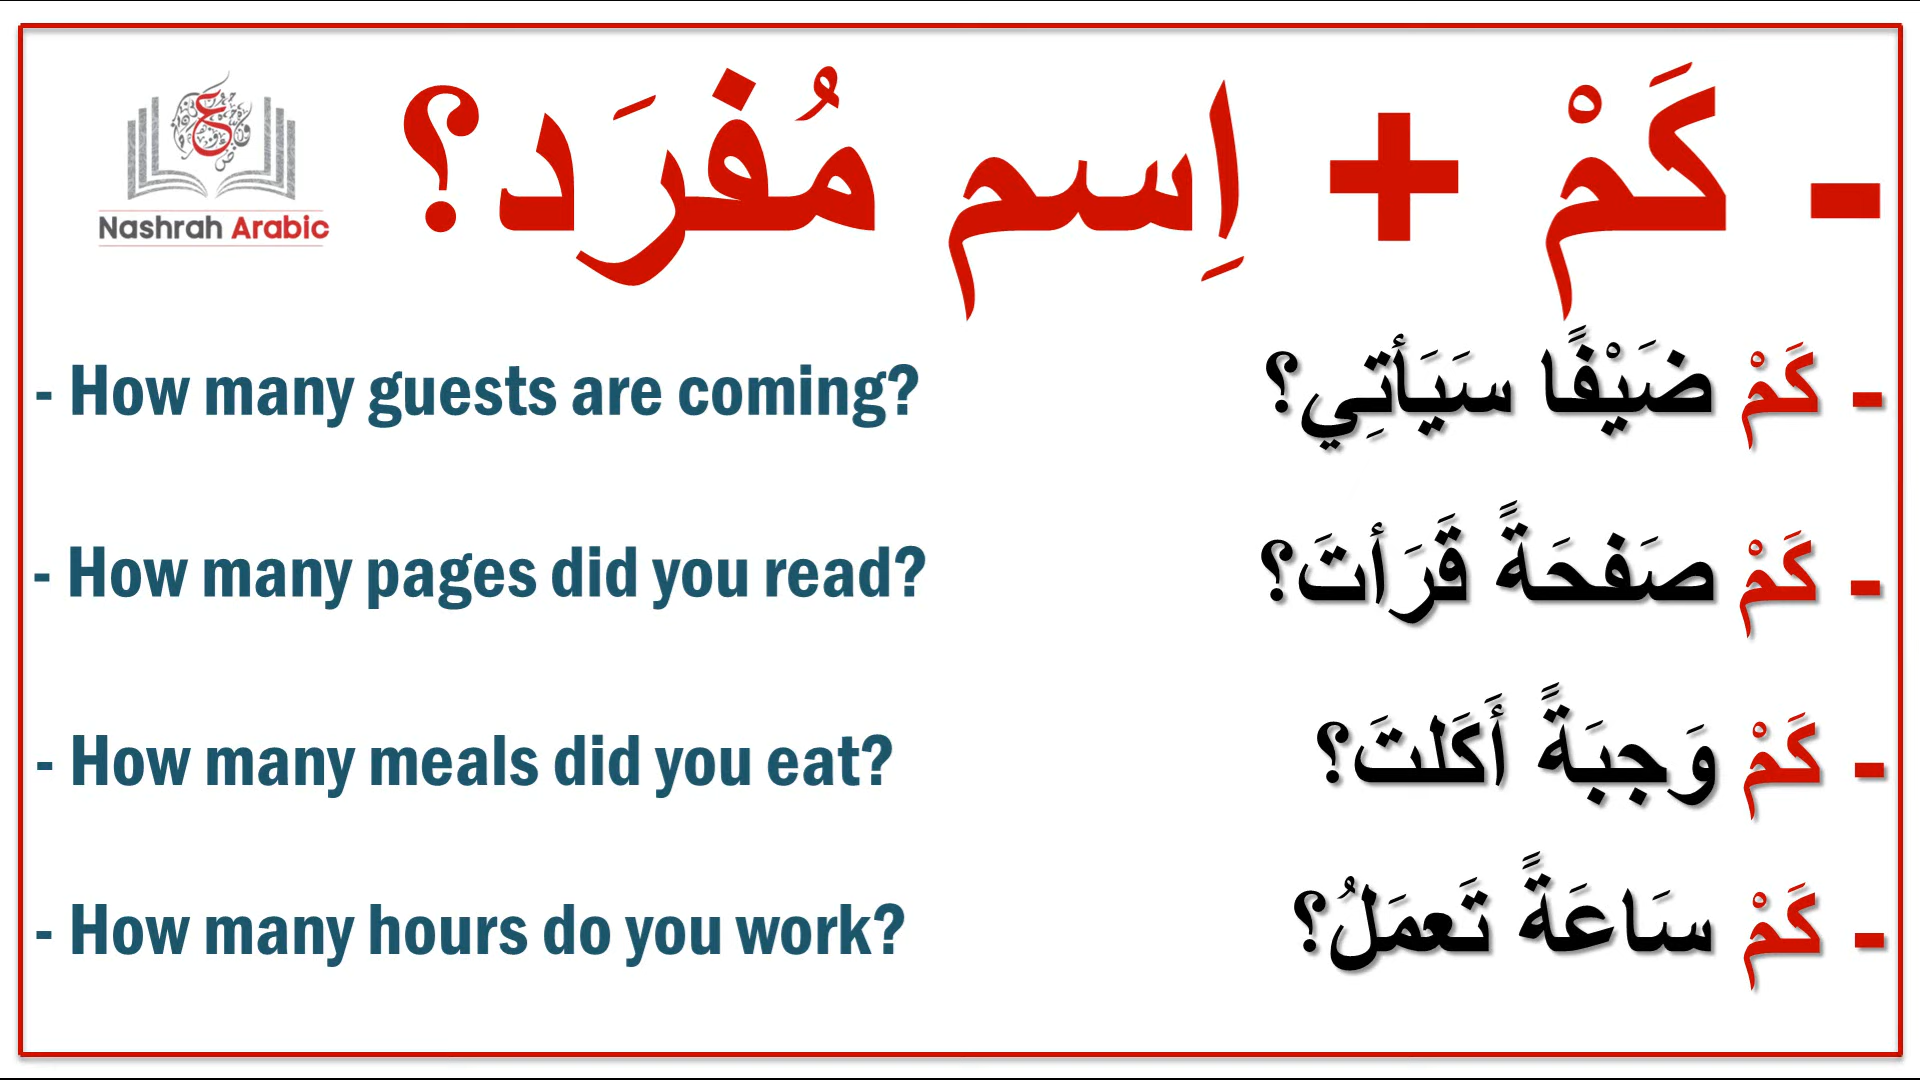 - كَمْ + اِسم مُفرَد؟
Nashrah Arabic
- How many guests are coming?
- كَمْ ضَيْفًا سَيَأتِي؟
- How many pages did you read?
- كَمْ صَفحَةً قَرَأتَ؟
- How many meals did you eat?
- كَمْ وَجبَةً أَكَلتَ؟
- How many hours do you work?
- كَمْ سَاعَةً تَعمَلُ؟